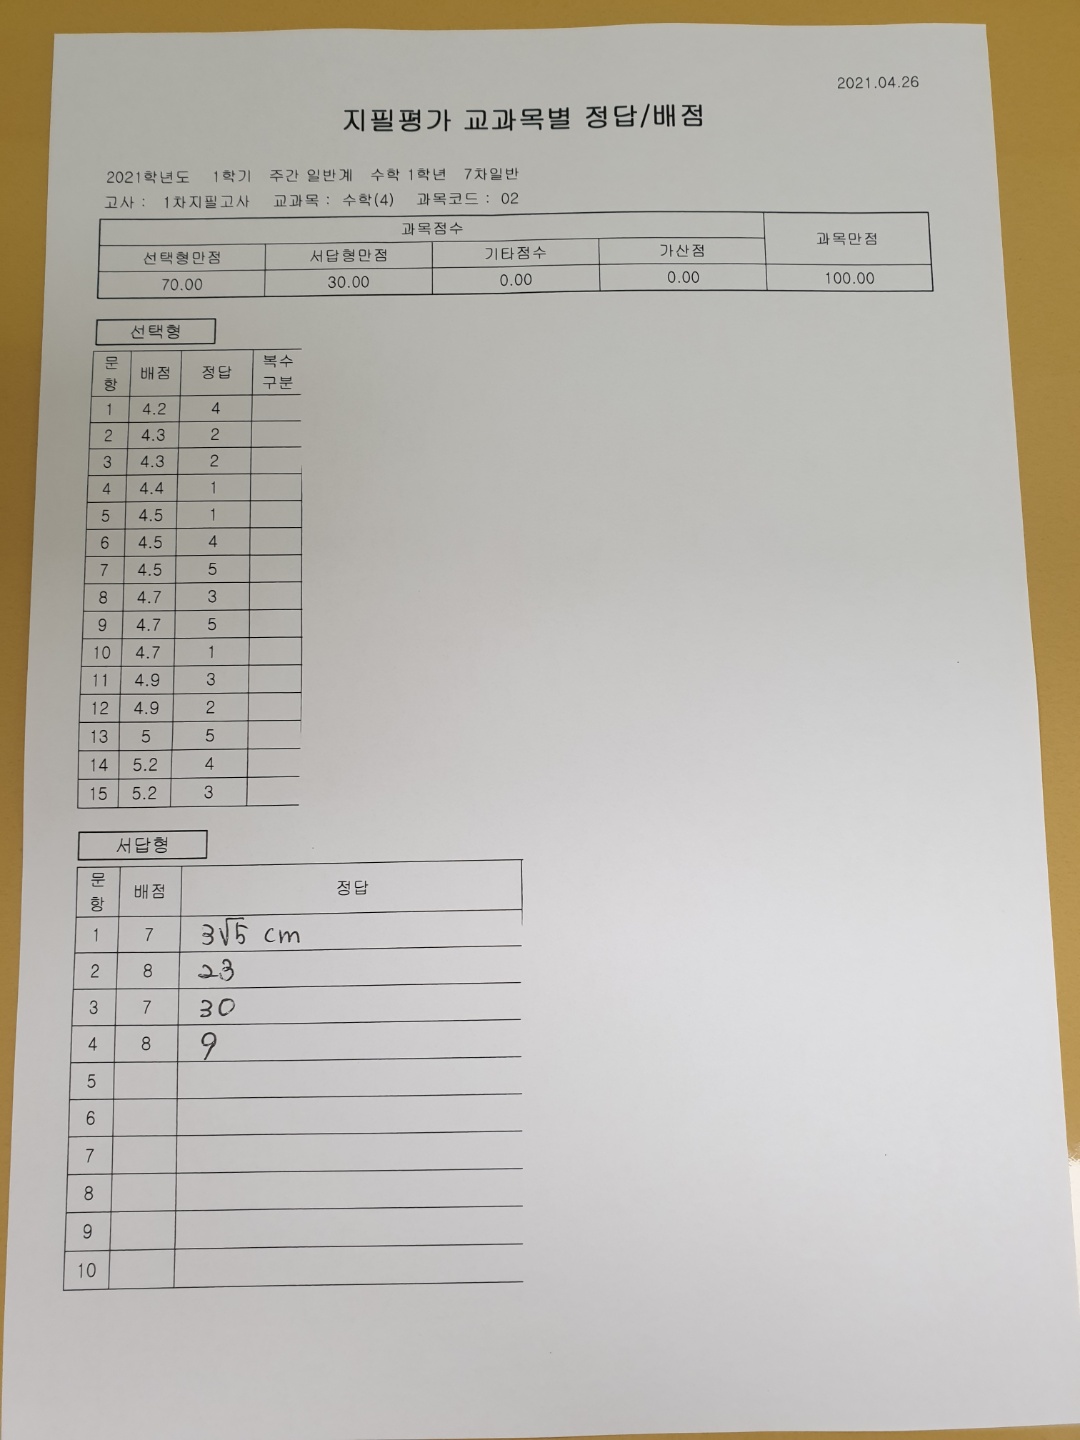 2021.04.26
지필평가 교과목별 정답/배점
2021학년도 1학기 주간 일반계 수학 1학년 7차일반
고사 : 1차지필고사 교과목 : 수학(4) 과목코드 : 02
과목점수 과목만점
선택형만점 서답형만점 기타점수 가산점
70.00 30.00 0.00 0.00 100.00
선택형
문항 배점 정답 복수구분
1 4.2 4
2 4.3 2
3 4.3 2
4 4.4 1
5 4.5 1
6 4.5 4
7 4.5 5
8 4.7 3
9 4.7 5
10 4.7 1
11 4.9 3
12 4.9 2
13 5 5
14 5.2 4
15 5.2 3
서답형
문항 배점 정답
1 7 3√5 cm
2 8 23
3 7 30
4 8 9
5
6
7
8
9
10